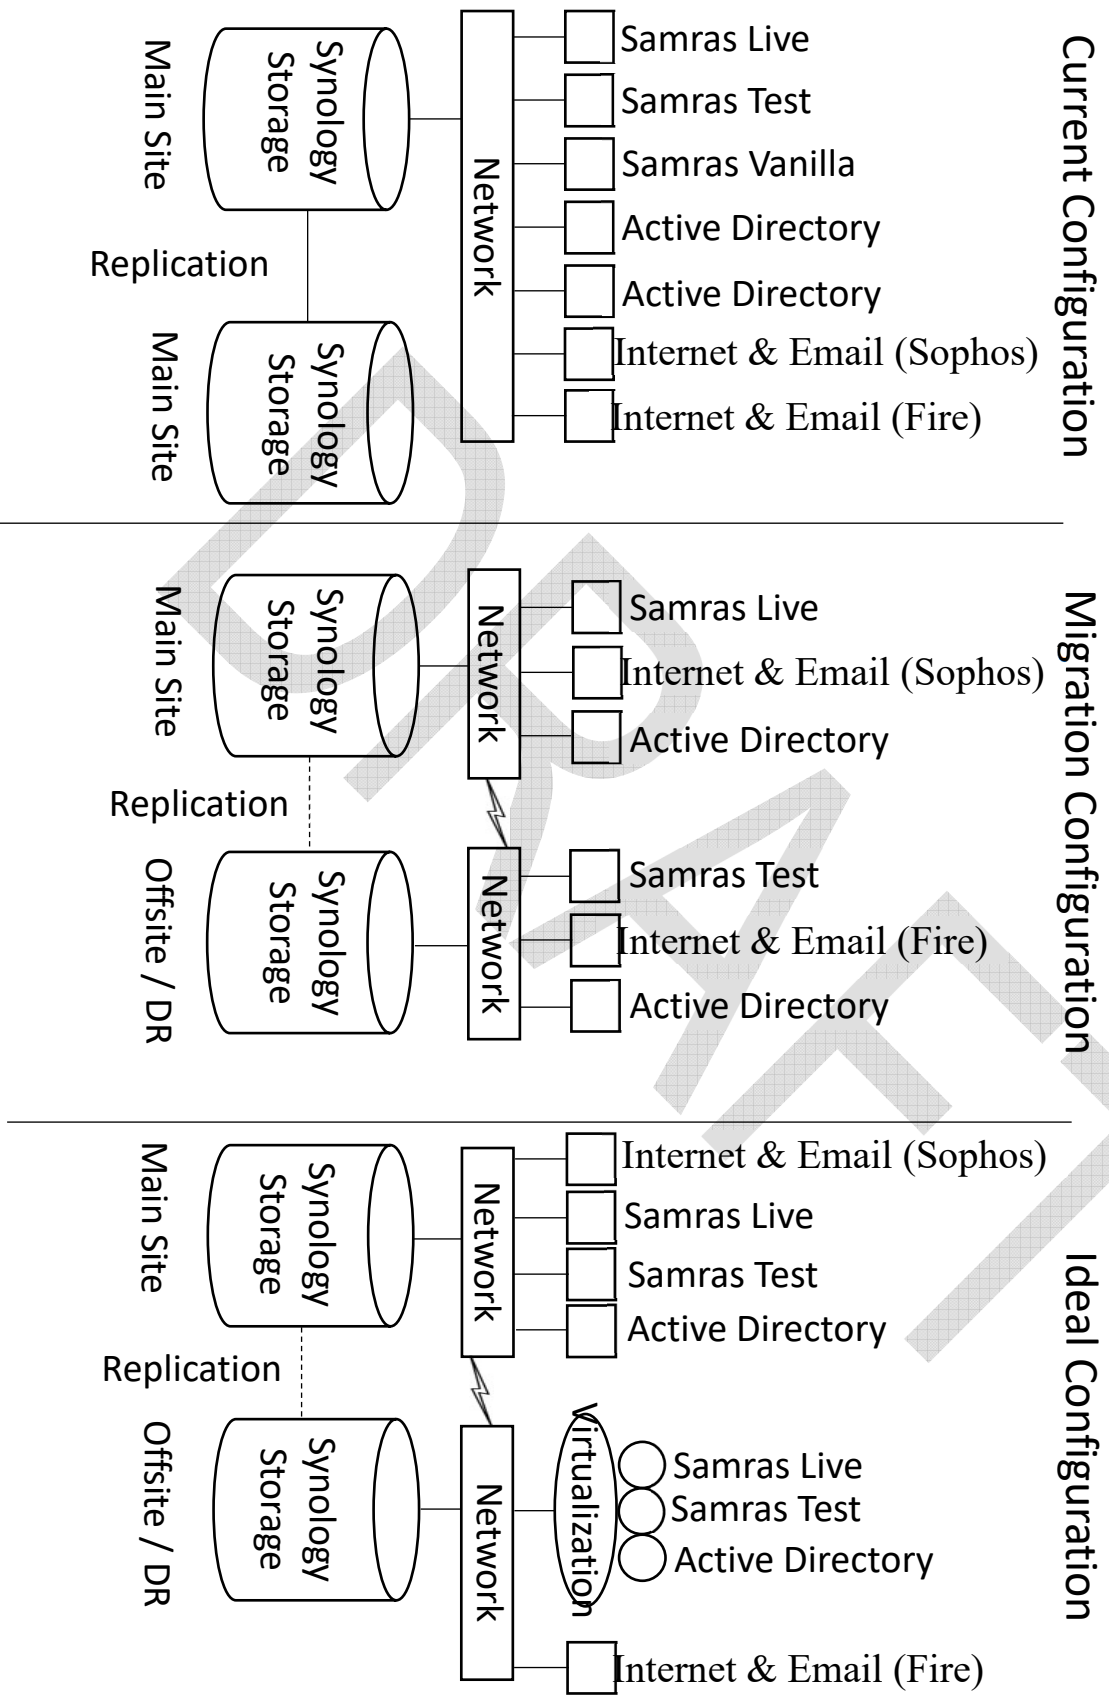 Current Configuration
Samras Live
Samras Test
Samras Vanilla
Active Directory
Active Directory
Internet & Email (Sophos)
Internet & Email (Fire)
Network
Synology
Storage
Main Site
Replication
Synology
Storage
Main Site
Migration Configuration
Samras Live
Internet & Email (Sophos)
Active Directory
Network
Synology
Storage
Main Site
Replication
Samras Test
Internet & Email (Fire)
Active Directory
Network
Synology
Storage
Offsite / DR
Ideal Configuration
Internet & Email (Sophos)
Samras Live
Samras Test
Active Directory
Network
Synology
Storage
Main Site
Replication
Virtualization
Samras Live
Samras Test
Active Directory
Internet & Email (Fire)
Network
Synology
Storage
Offsite / DR
DRAFT